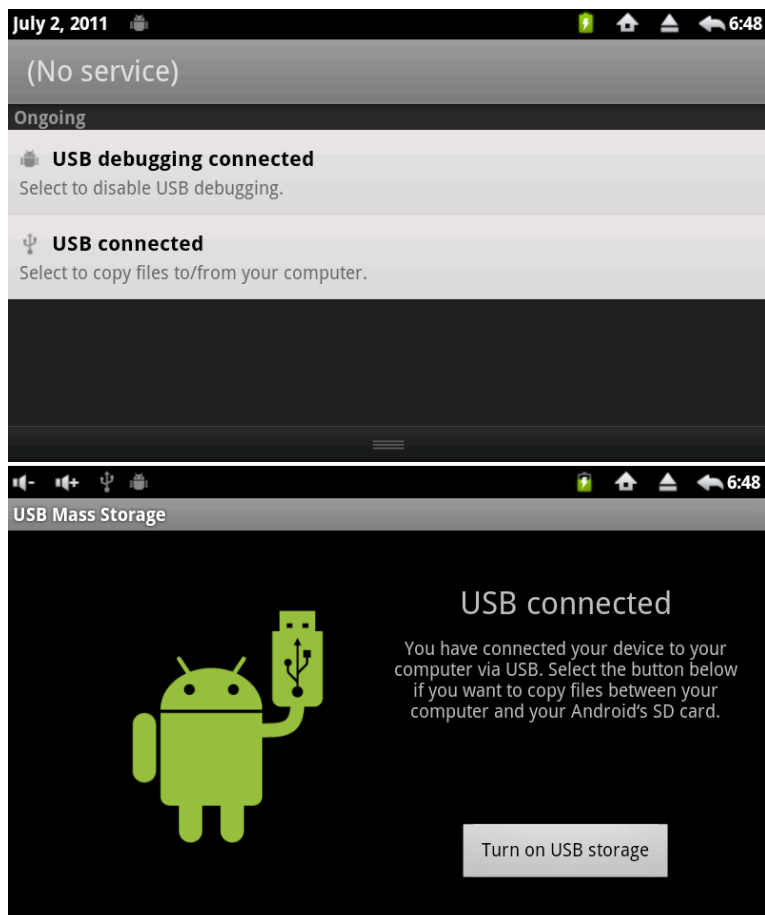 July 2, 2011 6:48
(No service)
Ongoing
USB debugging connected
Select to disable USB debugging.
USB connected
Select to copy files to/from your computer.
6:48
USB Mass Storage
USB connected
You have connected your device to your
computer via USB. Select the button below
if you want to copy files between your
computer and your Android's SD card.
Turn on USB storage